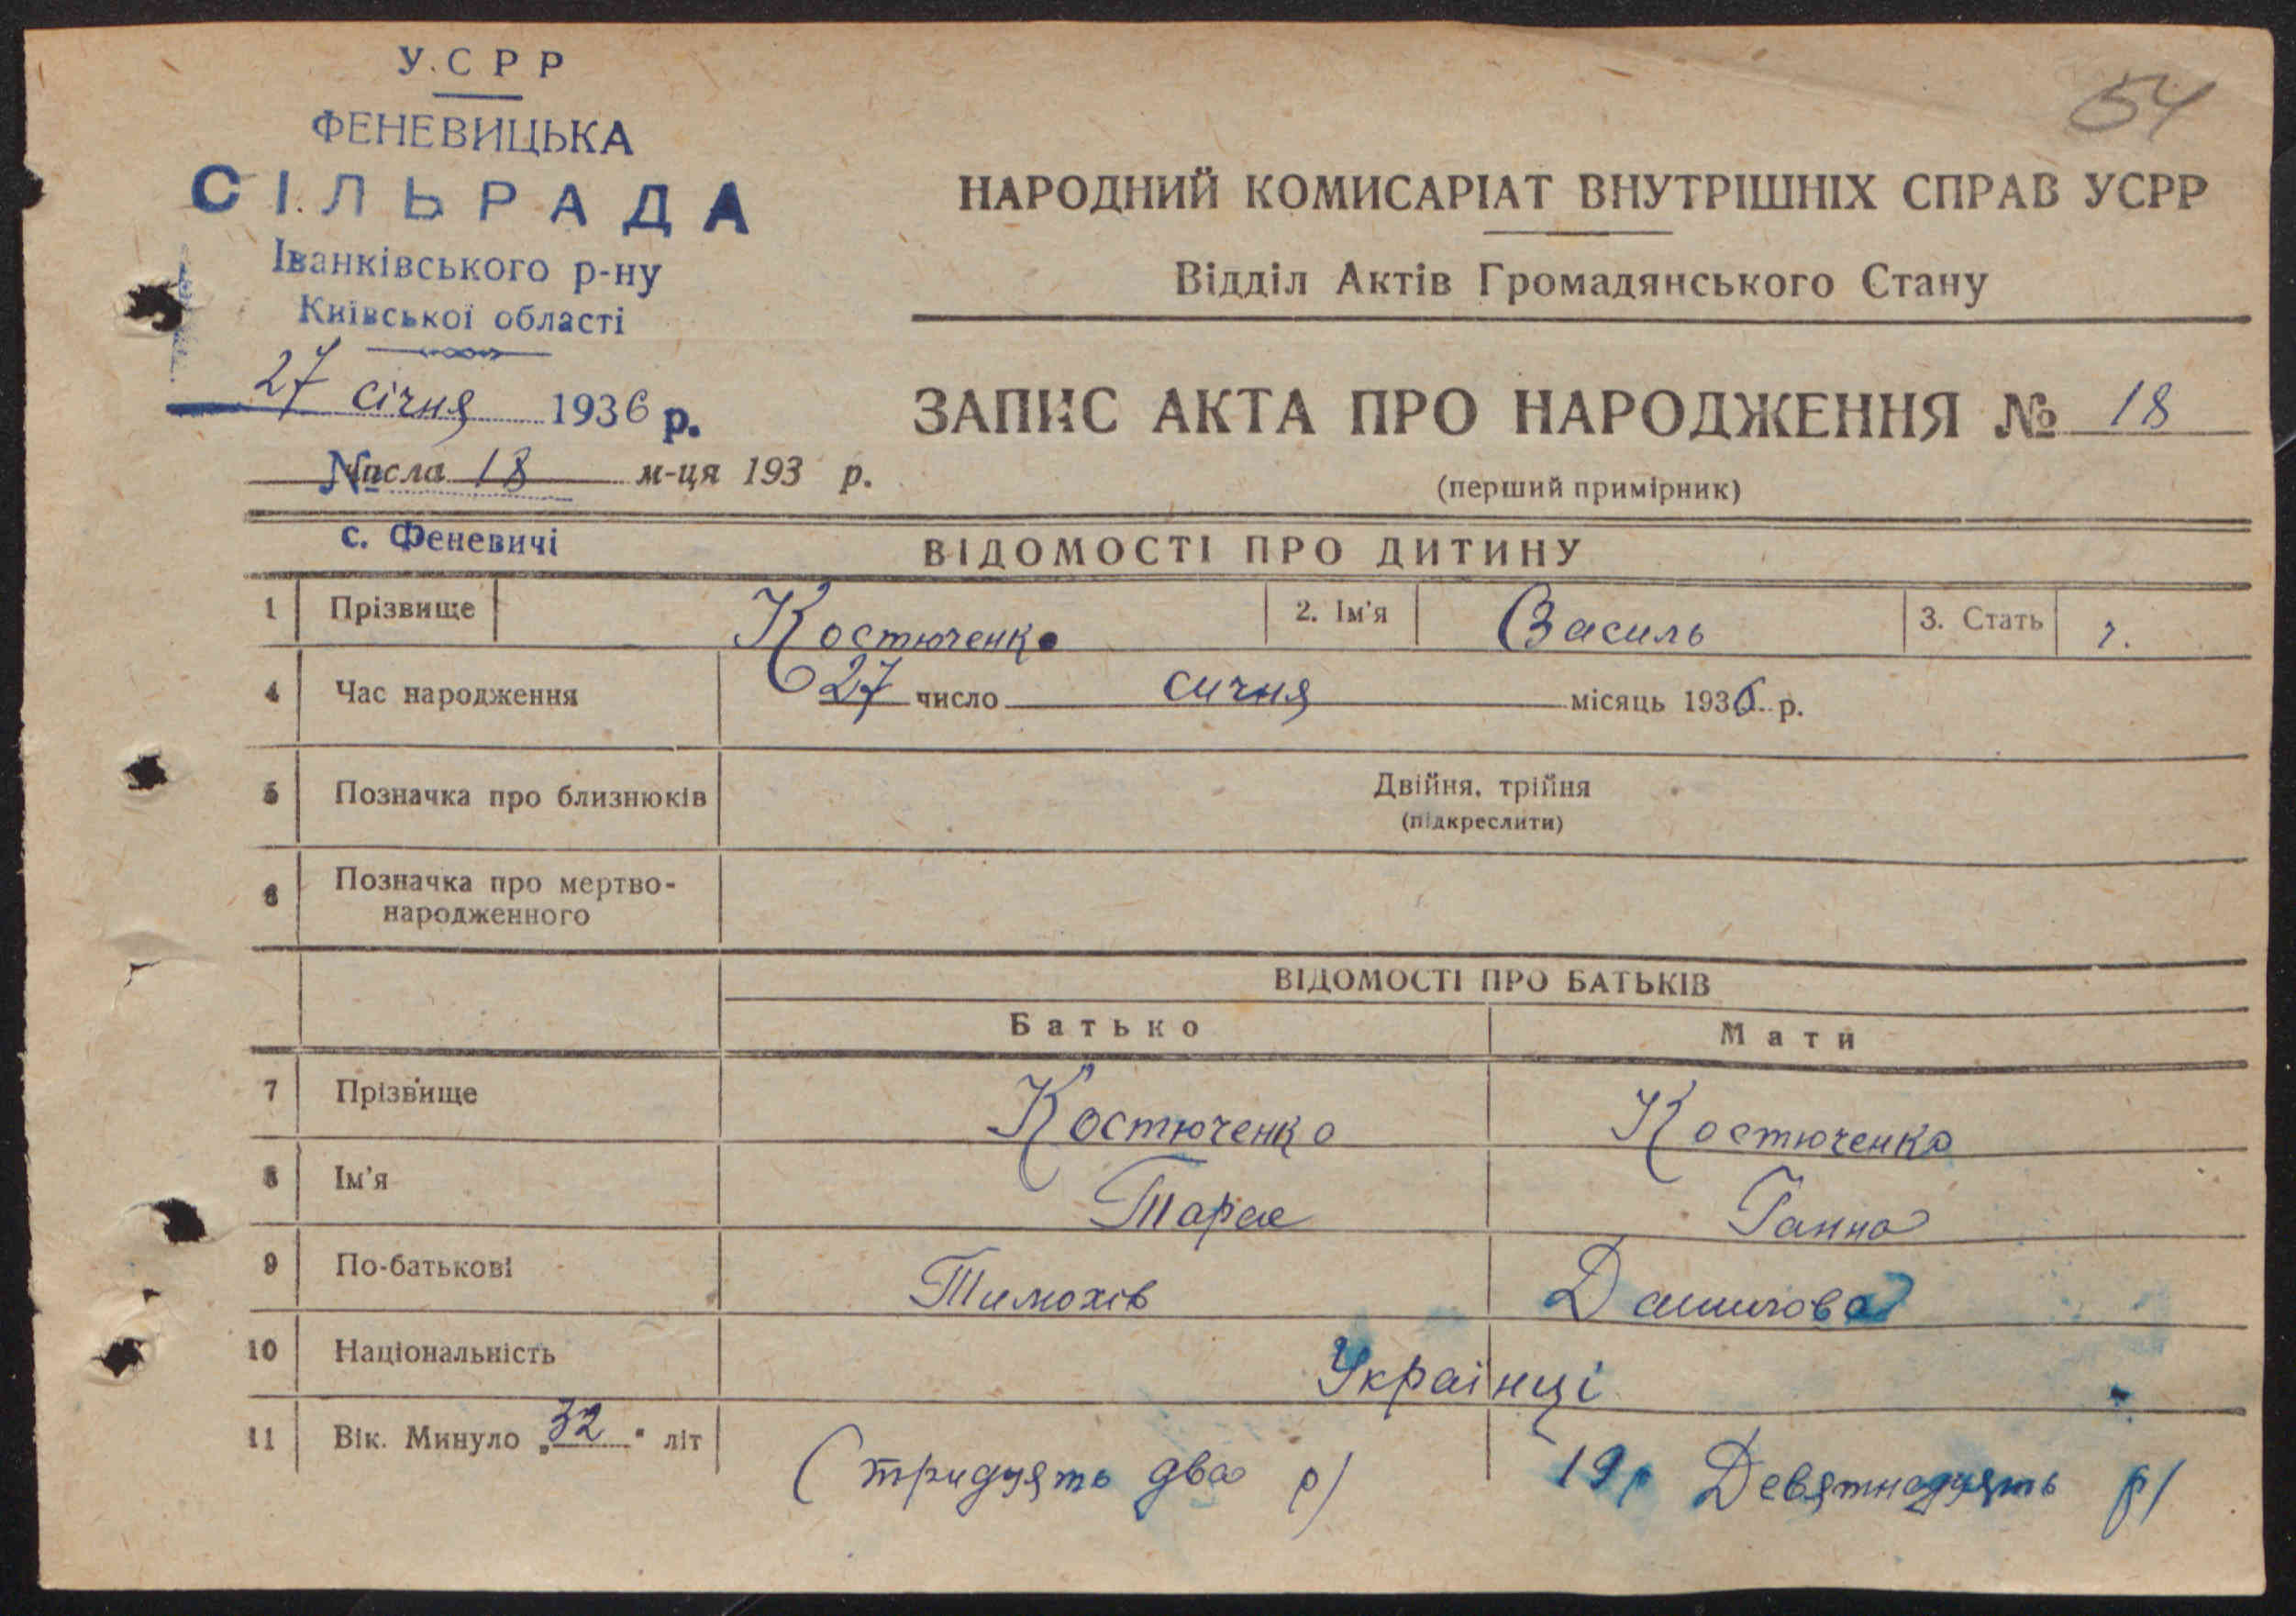 У.С Р Р
ФЕНЕВИЦЬКА
СІЛЬРАДА
Іванківського р-ну
Київської області
27 січня 1936 р.
Числа № 18 м-ця 193 р.
с. Феневичі
54
НАРОДНИЙ КОМИСАРІАТ ВНУТРІШНІХ СПРАВ УСРР
Відділ Актів Громадянського Стану
ЗАПИС АКТА ПРО НАРОДЖЕННЯ № 18
(перший примірник)
ВІДОМОСТІ ПРО ДИТИНУ
1 Прізвище Костюченко 2. Ім'я Василь 3. Стать ч.
4 Час народження 27 число сичня місяць 1936 р.
5 Позначка про близнюків Двійня, трійня
(підкреслити)
6 Позначка про мертво-
народженного
ВІДОМОСТІ ПРО БАТЬКІВ
Батько Мати
7 Прізвище Костюченко Костюченко
8 Ім'я Тарас Ганна
9 По-батькові Тимохів
10 Національність Українці
11 Вік. Минуло „32" літ (тридцять два р) 19р Девятнадцять р/